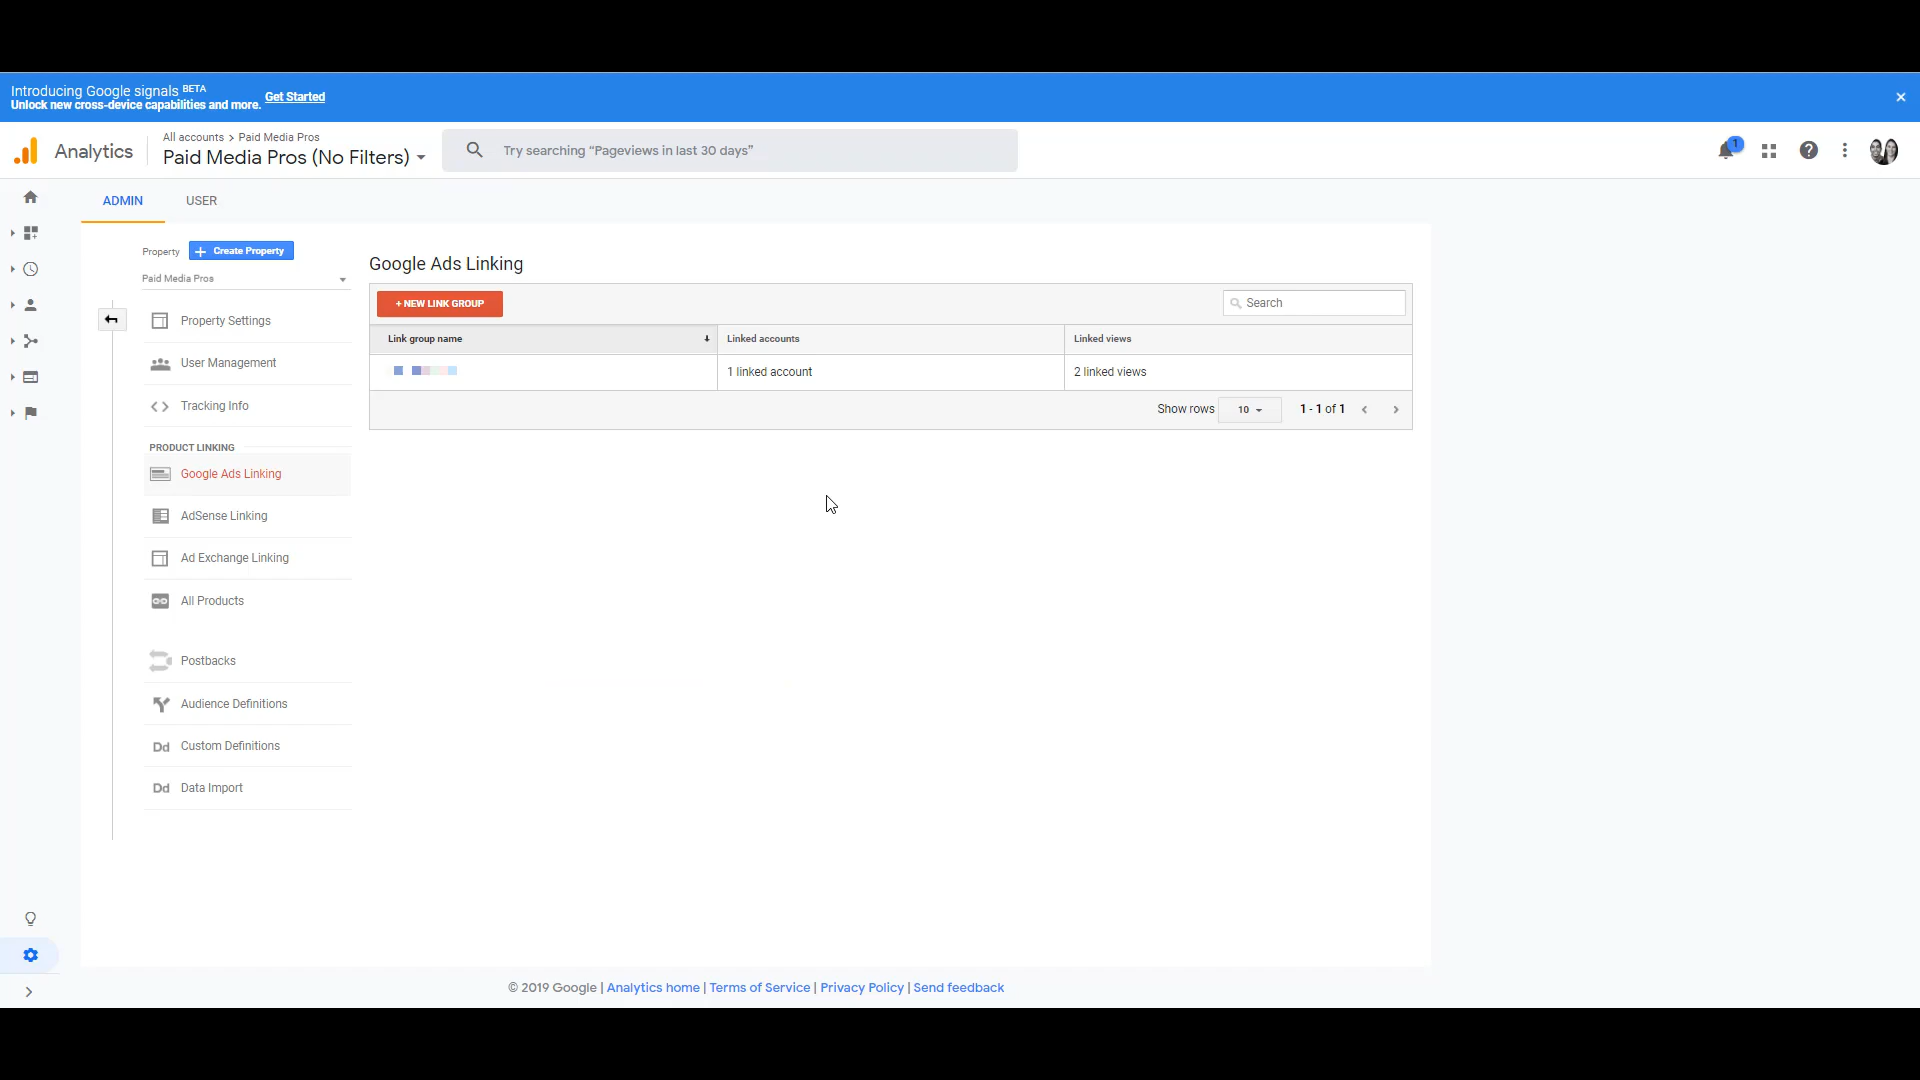 Introducing Google signals BETA
Unlock new cross-device capabilities and more. Get Started
Analytics
All accounts > Paid Media Pros
Paid Media Pros (No Filters)
Try searching “Pageviews in last 30 days”
1
ADMIN USER
Property + Create Property
Paid Media Pros
Property Settings
User Management
Tracking Info
PRODUCT LINKING
Google Ads Linking
AdSense Linking
Ad Exchange Linking
All Products
Postbacks
Audience Definitions
Dd Custom Definitions
Dd Data Import
Google Ads Linking
+ NEW LINK GROUP
Search
Link group name Linked accounts Linked views
1 linked account 2 linked views
Show rows 10 1 - 1 of 1
© 2019 Google | Analytics home | Terms of Service | Privacy Policy | Send feedback